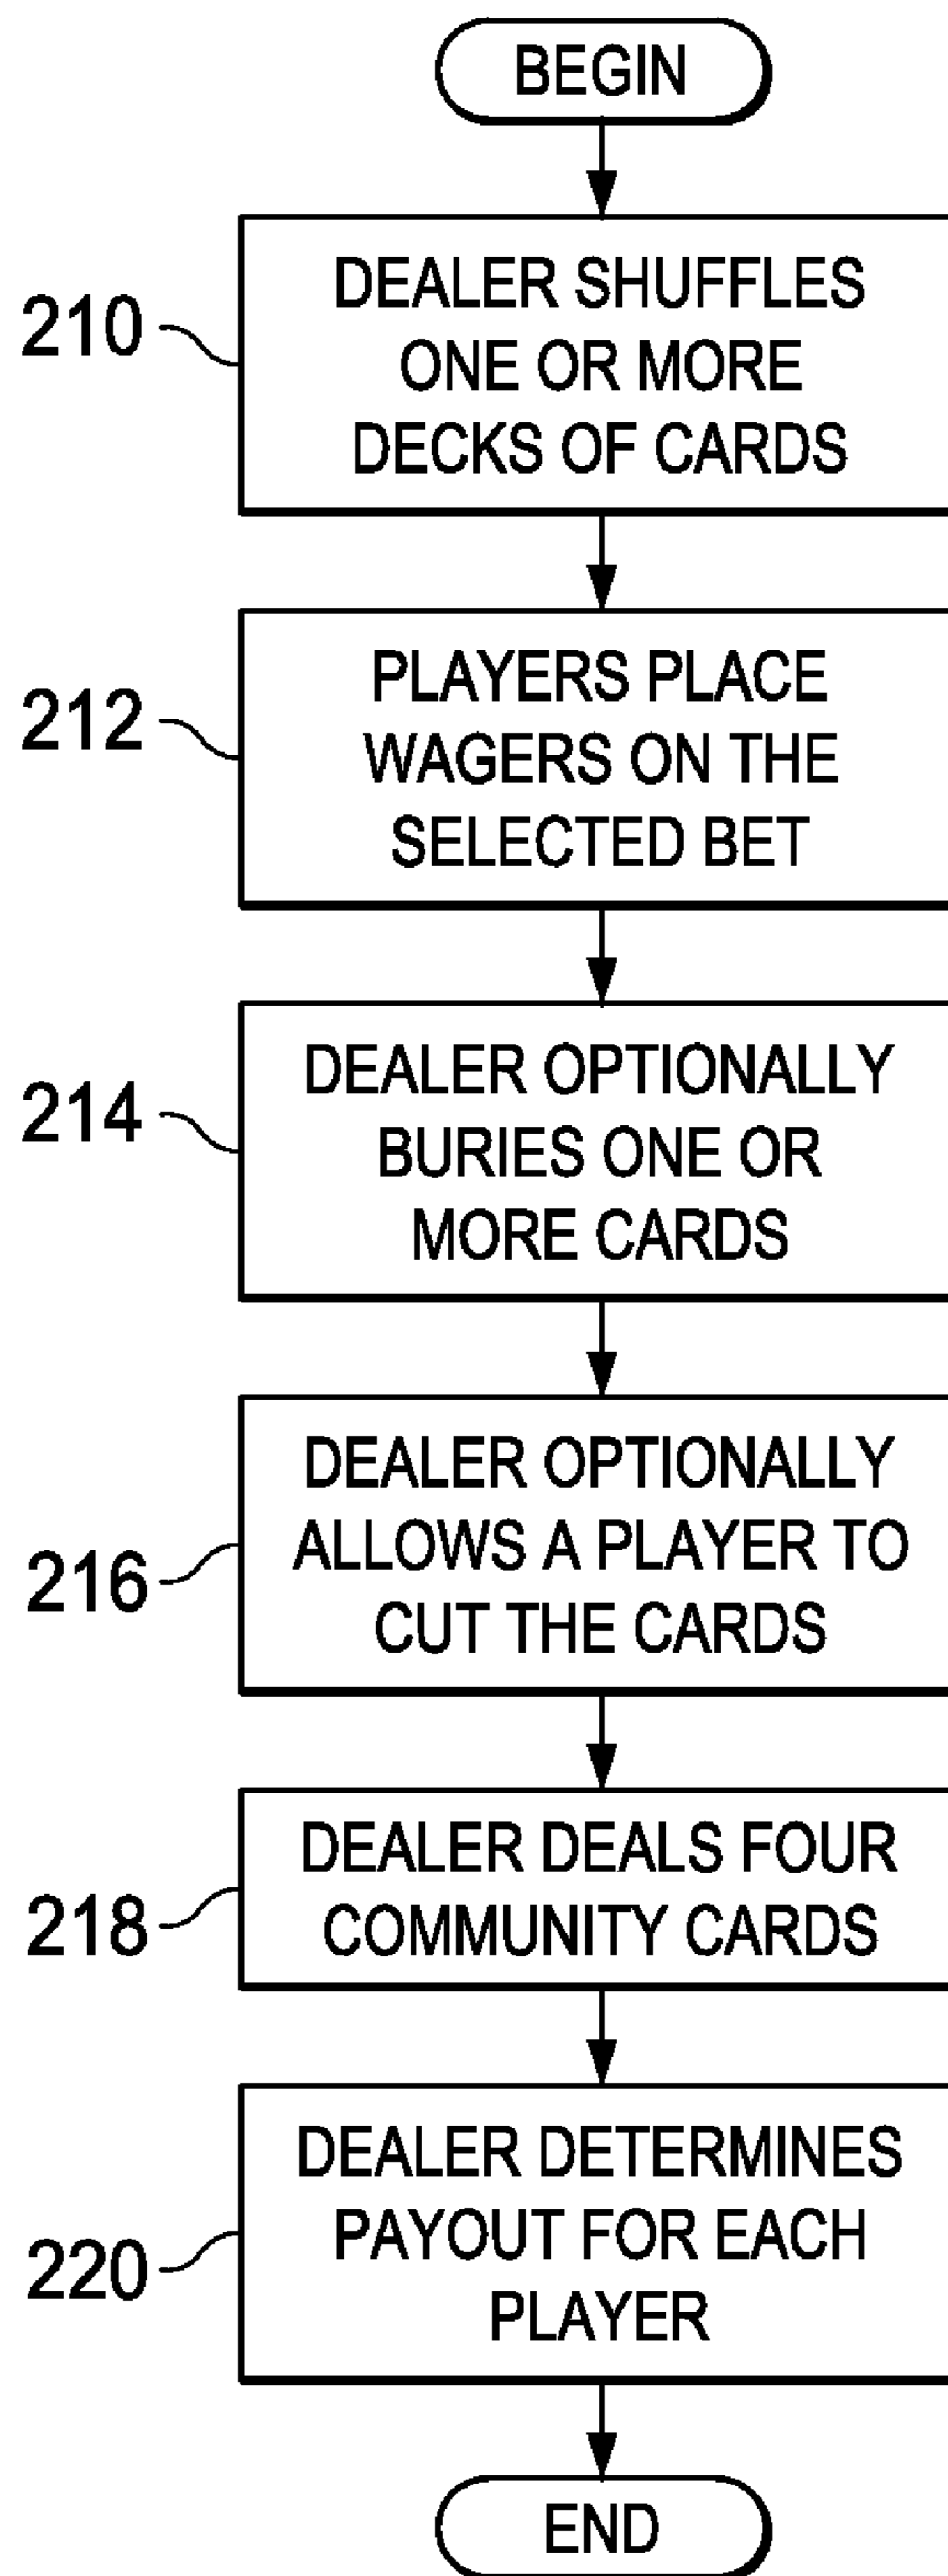 BEGIN
210
DEALER SHUFFLES
ONE OR MORE
DECKS OF CARDS
212
PLAYERS PLACE
WAGERS ON THE
SELECTED BET
214
DEALER OPTIONALLY
BURIES ONE OR
MORE CARDS
216
DEALER OPTIONALLY
ALLOWS A PLAYER TO
CUT THE CARDS
218
DEALER DEALS FOUR
COMMUNITY CARDS
220
DEALER DETERMINES
PAYOUT FOR EACH
PLAYER
END